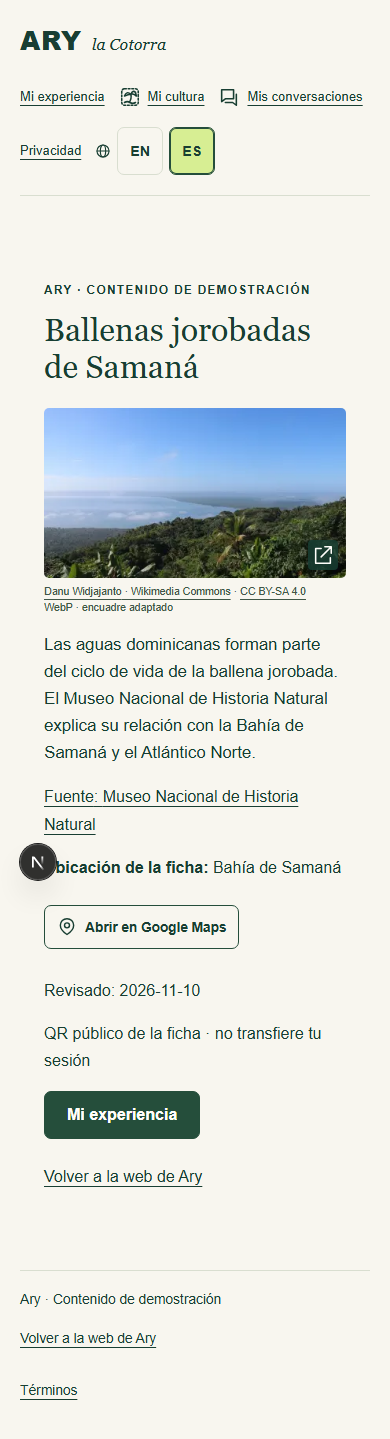 ARY la Cotorra
Mi experiencia Mi cultura Mis conversaciones
Privacidad EN ES
ARY · CONTENIDO DE DEMOSTRACIÓN
Ballenas jorobadas
de Samaná
Danu Widjajanto · Wikimedia Commons · CC BY-SA 4.0
WebP · encuadre adaptado
Las aguas dominicanas forman parte
del ciclo de vida de la ballena jorobada.
El Museo Nacional de Historia Natural
explica su relación con la Bahía de
Samaná y el Atlántico Norte.
Fuente: Museo Nacional de Historia
Natural
N
bicación de la ficha: Bahía de Samaná
Abrir en Google Maps
Revisado: 2026-11-10
QR público de la ficha · no transfiere tu
sesión
Mi experiencia
Volver a la web de Ary
Ary · Contenido de demostración
Volver a la web de Ary
Términos